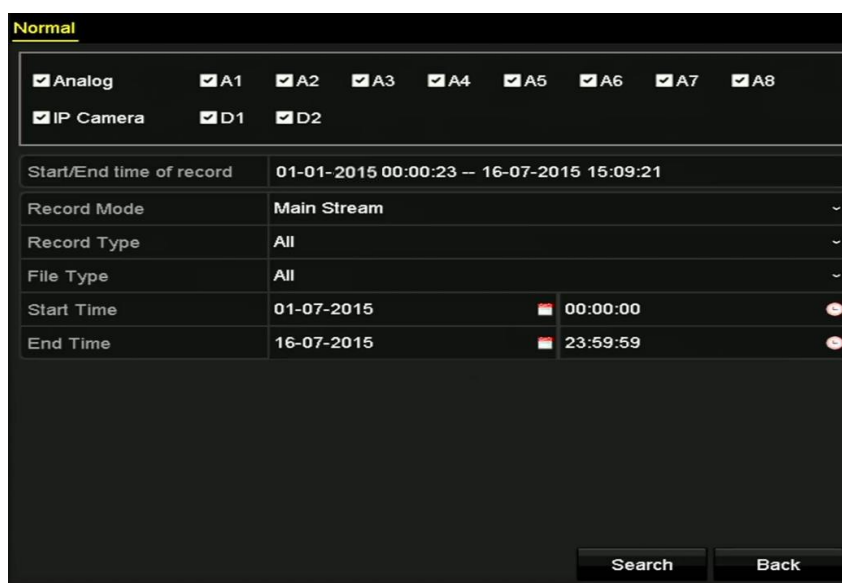 Normal
Analog A1 A2 A3 A4 A5 A6 A7 A8
IP Camera D1 D2
Start/End time of record 01-01-2015 00:00:23 -- 16-07-2015 15:09:21
Record Mode Main Stream
Record Type All
File Type All
Start Time 01-07-2015 00:00:00
End Time 16-07-2015 23:59:59
Search Back